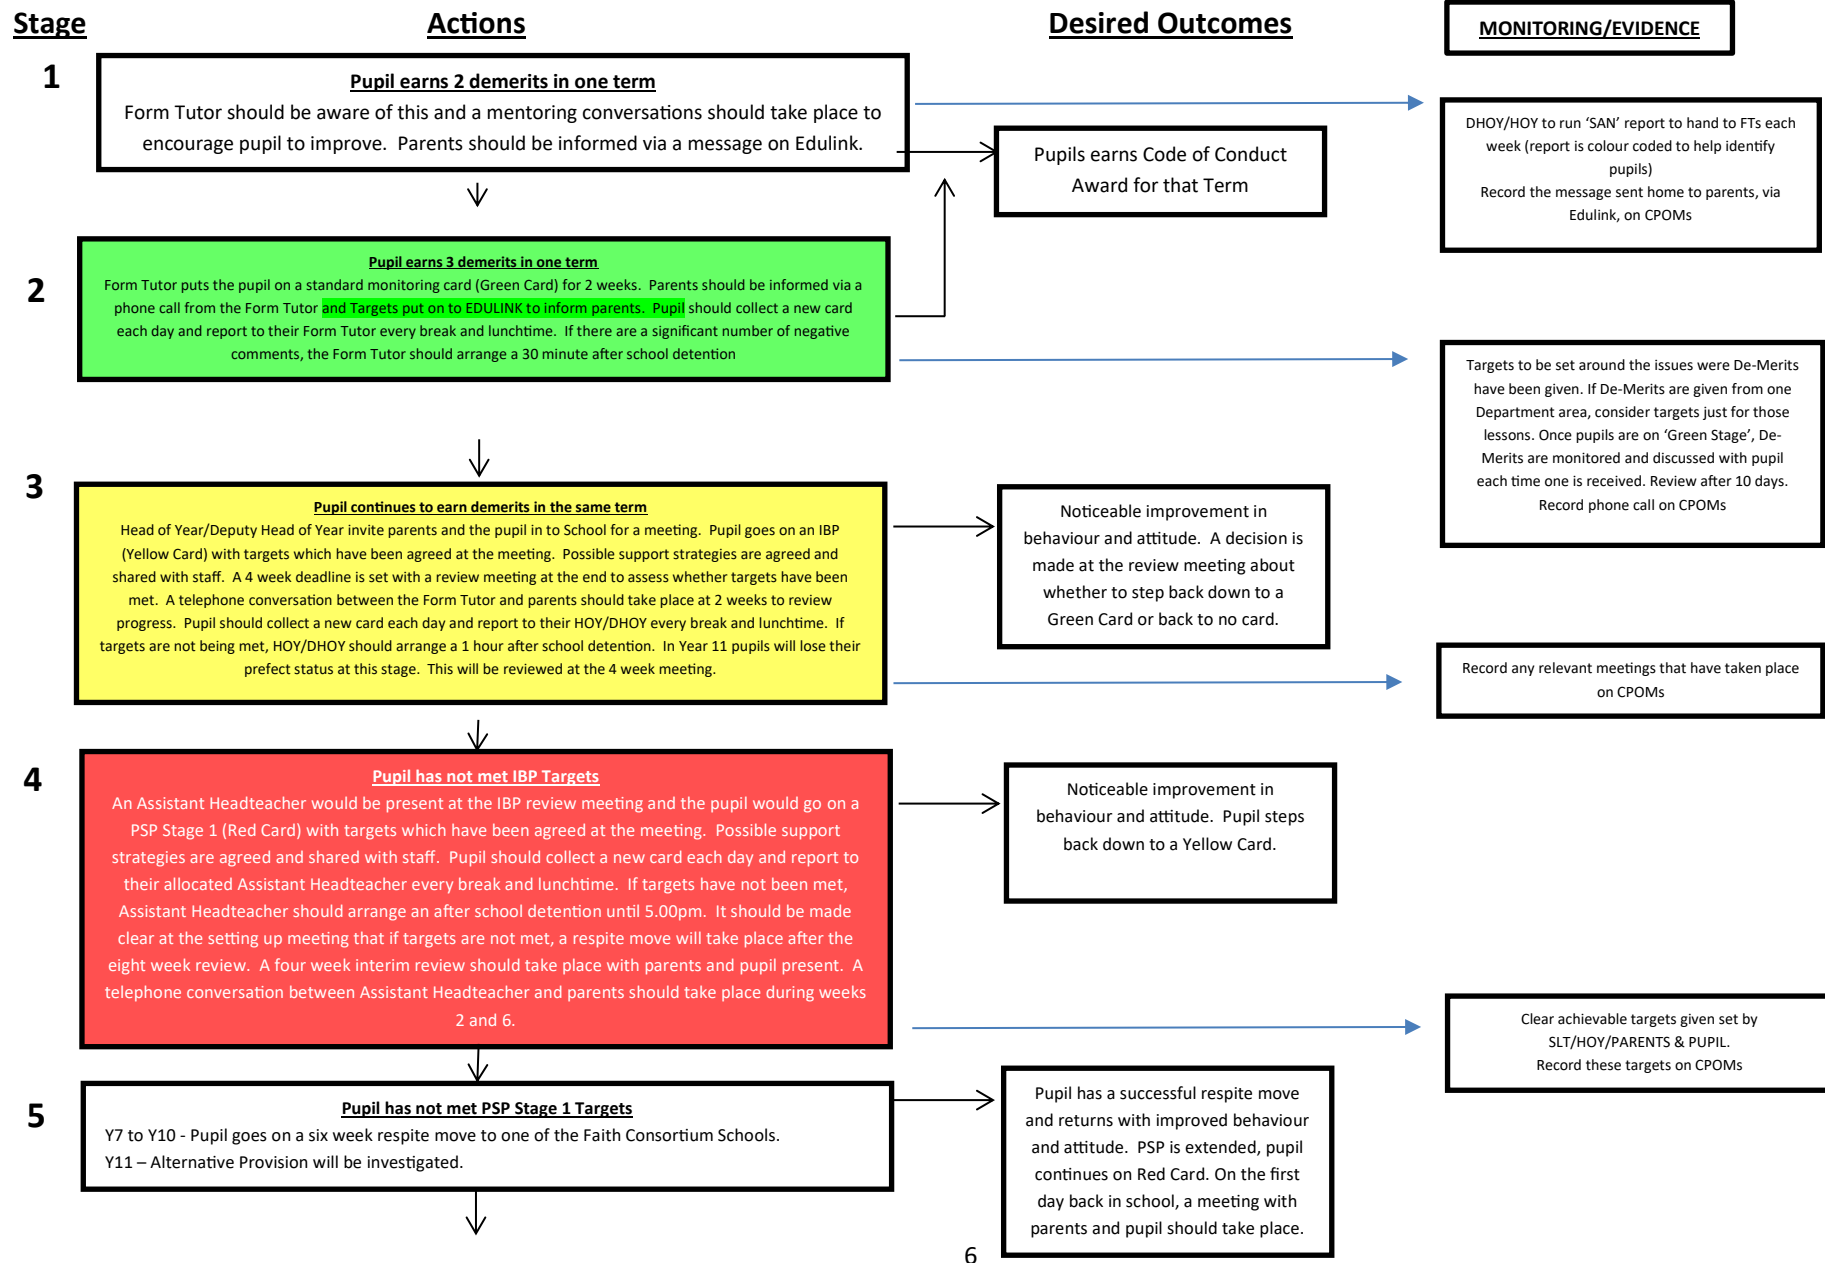 Stage
Actions
Desired Outcomes
MONITORING/EVIDENCE
1
Pupil earns 2 demerits in one term
Form Tutor should be aware of this and a mentoring conversations should take place to
encourage pupil to improve.  Parents should be informed via a message on Edulink.
Pupils earns Code of Conduct
Award for that Term
DHOY/HOY to run ‘SAN’ report to hand to FTs each
week (report is colour coded to help identify
pupils)
Record the message sent home to parents, via
Edulink, on CPOMs
2
Pupil earns 3 demerits in one term
Form Tutor puts the pupil on a standard monitoring card (Green Card) for 2 weeks.  Parents should be informed via a
phone call from the Form Tutor and Targets put on to EDULINK to inform parents.  Pupil should collect a new card
each day and report to their Form Tutor every break and lunchtime.  If there are a significant number of negative
comments, the Form Tutor should arrange a 30 minute after school detention
Targets to be set around the issues were De-Merits
have been given. If De-Merits are given from one
Department area, consider targets just for those
lessons. Once pupils are on ‘Green Stage’, De-
Merits are monitored and discussed with pupil
each time one is received. Review after 10 days.
Record phone call on CPOMs
3
Pupil continues to earn demerits in the same term
Head of Year/Deputy Head of Year invite parents and the pupil in to School for a meeting.  Pupil goes on an IBP
(Yellow Card) with targets which have been agreed at the meeting.  Possible support strategies are agreed and
shared with staff.  A 4 week deadline is set with a review meeting at the end to assess whether targets have been
met.  A telephone conversation between the Form Tutor and parents should take place at 2 weeks to review
progress.  Pupil should collect a new card each day and report to their HOY/DHOY every break and lunchtime.  If
targets are not being met, HOY/DHOY should arrange a 1 hour after school detention.  In Year 11 pupils will lose their
prefect status at this stage.  This will be reviewed at the 4 week meeting.
Noticeable improvement in
behaviour and attitude.  A decision is
made at the review meeting about
whether to step back down to a
Green Card or back to no card.
Record any relevant meetings that have taken place
on CPOMs
4
Pupil has not met IBP Targets
An Assistant Headteacher would be present at the IBP review meeting and the pupil would go on a
PSP Stage 1 (Red Card) with targets which have been agreed at the meeting.  Possible support
strategies are agreed and shared with staff.  Pupil should collect a new card each day and report to
their allocated Assistant Headteacher every break and lunchtime.  If targets have not been met,
Assistant Headteacher should arrange an after school detention until 5.00pm.  It should be made
clear at the setting up meeting that if targets are not met, a respite move will take place after the
eight week review.  A four week interim review should take place with parents and pupil present.  A
telephone conversation between Assistant Headteacher and parents should take place during weeks
2 and 6.
Noticeable improvement in
behaviour and attitude.  Pupil steps
back down to a Yellow Card.
Clear achievable targets given set by
SLT/HOY/PARENTS & PUPIL.
Record these targets on CPOMs
5
Pupil has not met PSP Stage 1 Targets
Y7 to Y10 - Pupil goes on a six week respite move to one of the Faith Consortium Schools.
Y11 – Alternative Provision will be investigated.
Pupil has a successful respite move
and returns with improved behaviour
and attitude.  PSP is extended, pupil
continues on Red Card. On the first
day back in school, a meeting with
parents and pupil should take place.
6